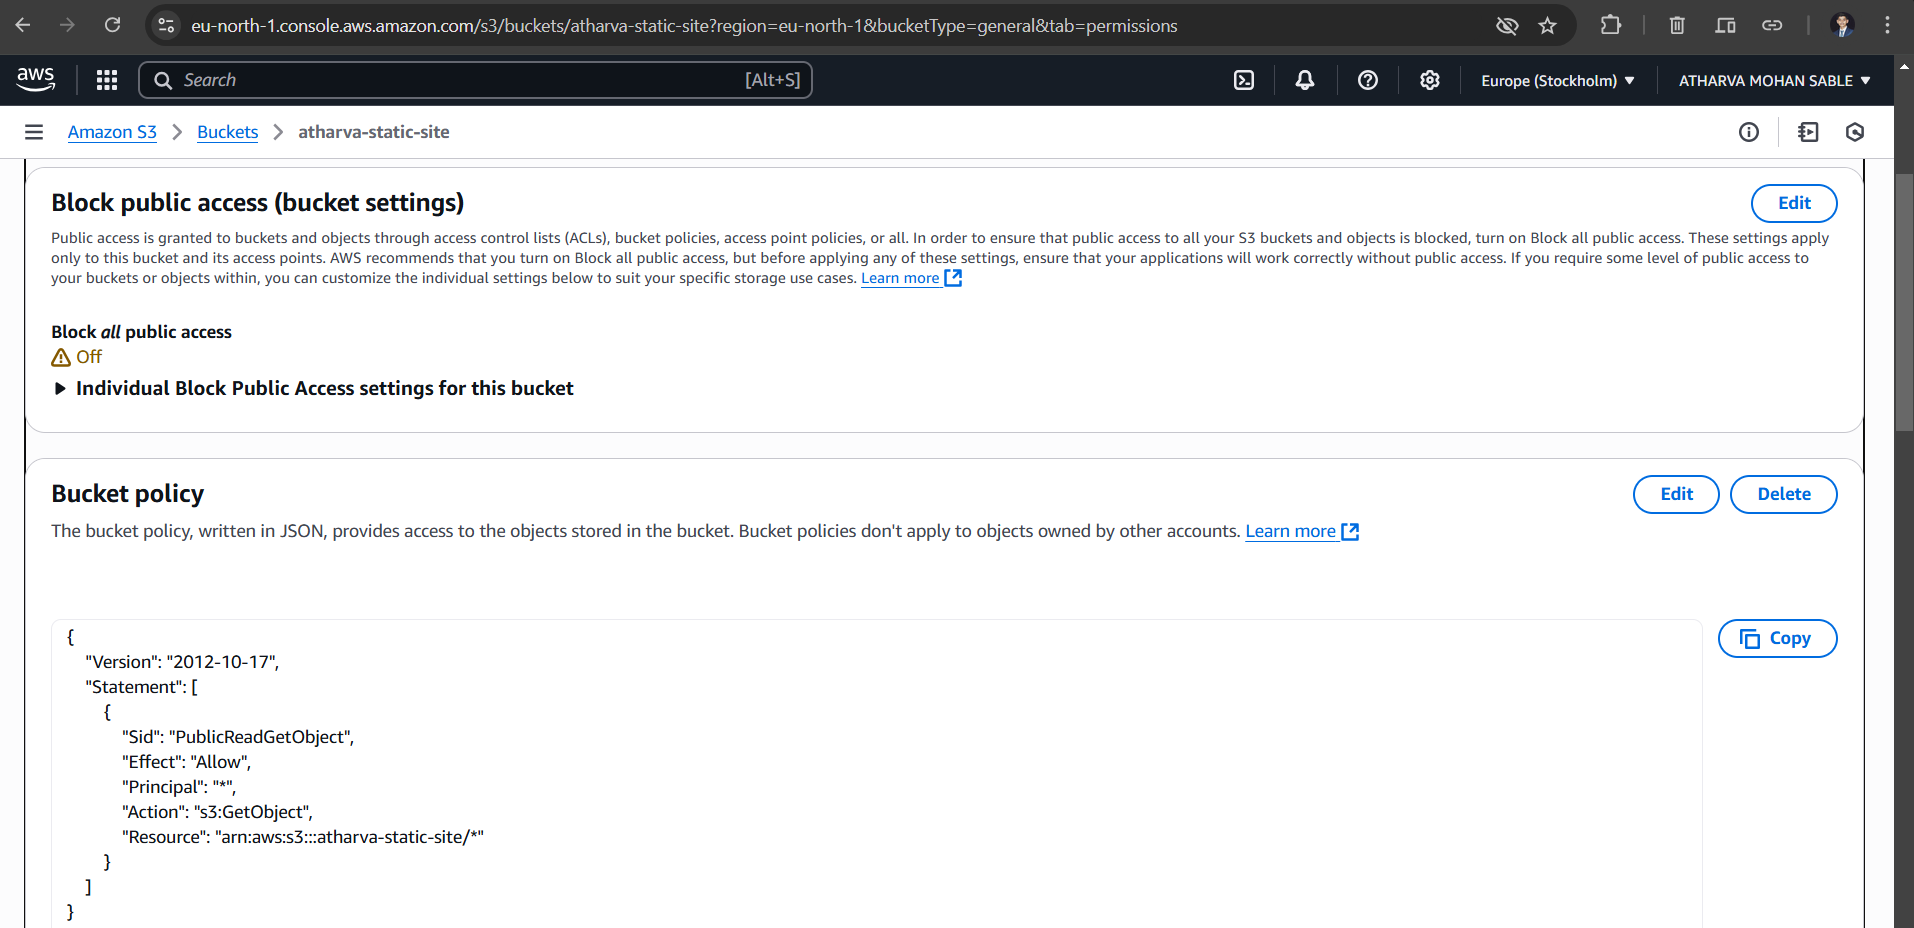 eu-north-1.console.aws.amazon.com/s3/buckets/atharva-static-site?region=eu-north-1&bucketType=general&tab=permissions
aws
Search
[Alt+S]
Europe (Stockholm)
ATHARVA MOHAN SABLE
Amazon S3
Buckets
atharva-static-site
Block public access (bucket settings)
Edit
Public access is granted to buckets and objects through access control lists (ACLs), bucket policies, access point policies, or all. In order to ensure that public access to all your S3 buckets and objects is blocked, turn on Block all public access. These settings apply
only to this bucket and its access points. AWS recommends that you turn on Block all public access, but before applying any of these settings, ensure that your applications will work correctly without public access. If you require some level of public access to
your buckets or objects within, you can customize the individual settings below to suit your specific storage use cases. Learn more
Block all public access
Off
Individual Block Public Access settings for this bucket
Bucket policy
Edit
Delete
The bucket policy, written in JSON, provides access to the objects stored in the bucket. Bucket policies don't apply to objects owned by other accounts. Learn more
Copy
{
"Version": "2012-10-17",
"Statement": [
{
"Sid": "PublicReadGetObject",
"Effect": "Allow",
"Principal": "*",
"Action": "s3:GetObject",
"Resource": "arn:aws:s3:::atharva-static-site/*"
}
]
}